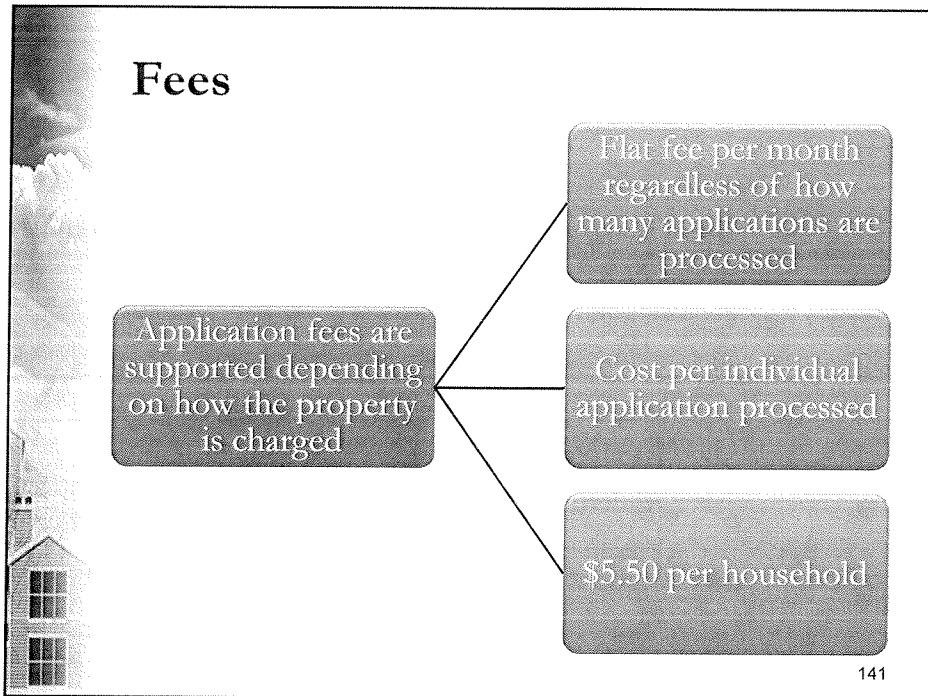 Fees
Application fees are
supported depending
on how the property
is charged
Flat fee per month
regardless of how
many applications are
processed
Cost per individual
application processed
$5.50 per household
141